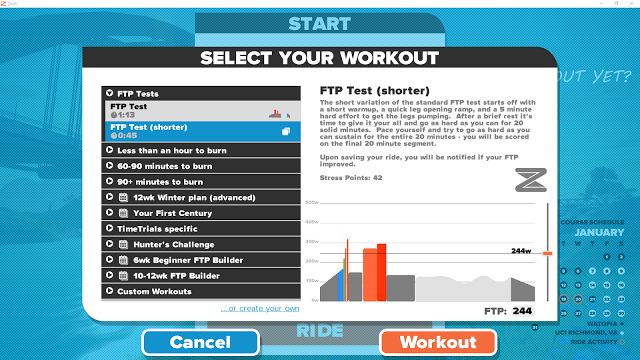 START
SELECT YOUR WORKOUT
OUT YET?
FTP Tests
FTP Test
1:13
FTP Test (shorter)
0:45
Less than an hour to burn
60-90 minutes to burn
90+ minutes to burn
12wk Winter plan (advanced)
Your First Century
TimeTrials specific
Hunter's Challenge
6wk Beginner FTP Builder
10-12wk FTP Builder
Custom Workouts
...or create your own
FTP Test (shorter)
The short variation of the standard FTP test starts off with
a short warmup, a quick leg opening ramp, and a 5 minute
hard effort to get the legs pumping. After a brief rest it's
time to give it your all and go as hard as you can for 20
solid minutes. Pace yourself and try to go as hard as you
can sustain for the entire 20 minutes - you will be scored
on the final 20 minute segment.
Upon saving your ride, you will be notified if your FTP
improved.
Stress Points: 42
500w
400w
300w
200w
100w
0w
244w
FTP: 244
COURSE SCHEDULE
JANUARY
T W T F S
WATOPIA
UCI RICHMOND, VA
RIDE ACTIVITY
31
RIDE
Cancel
Workout